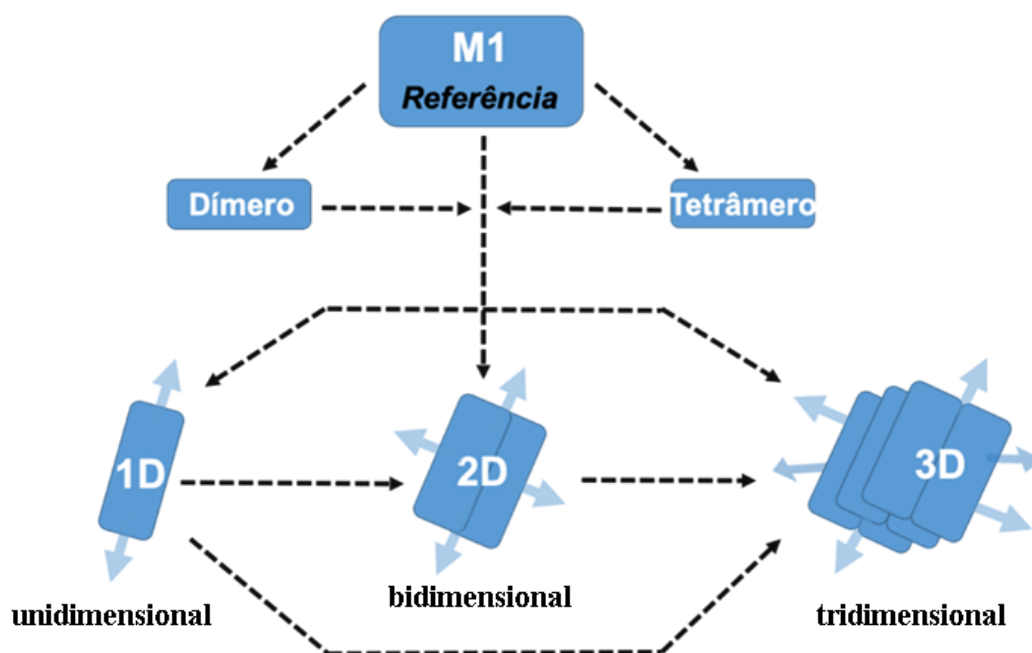 M1
Referência
Dímero
Tetrâmero
1D
2D
3D
unidimensional
bidimensional
tridimensional